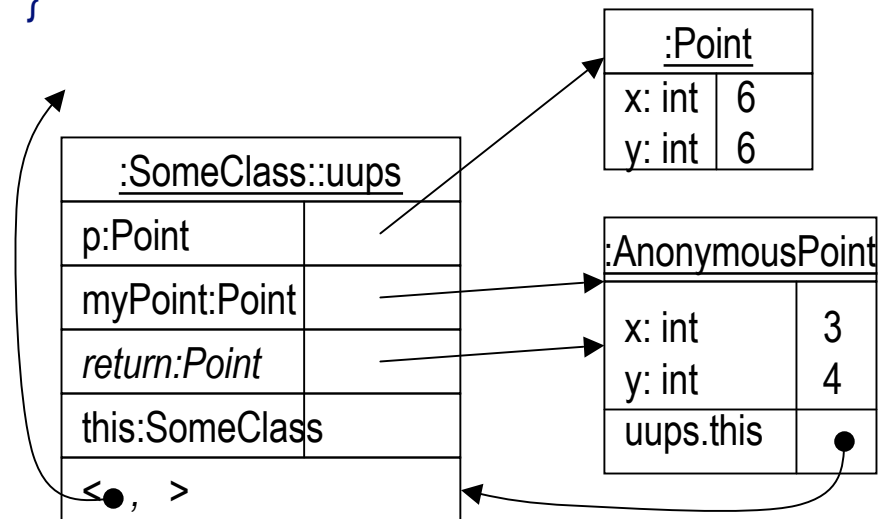 }
:Point
x: int 6
y: int 6
:SomeClass::uups
p:Point
myPoint:Point
return:Point
this:SomeClass
< , >
:AnonymousPoint
x: int 3
y: int 4
uups.this